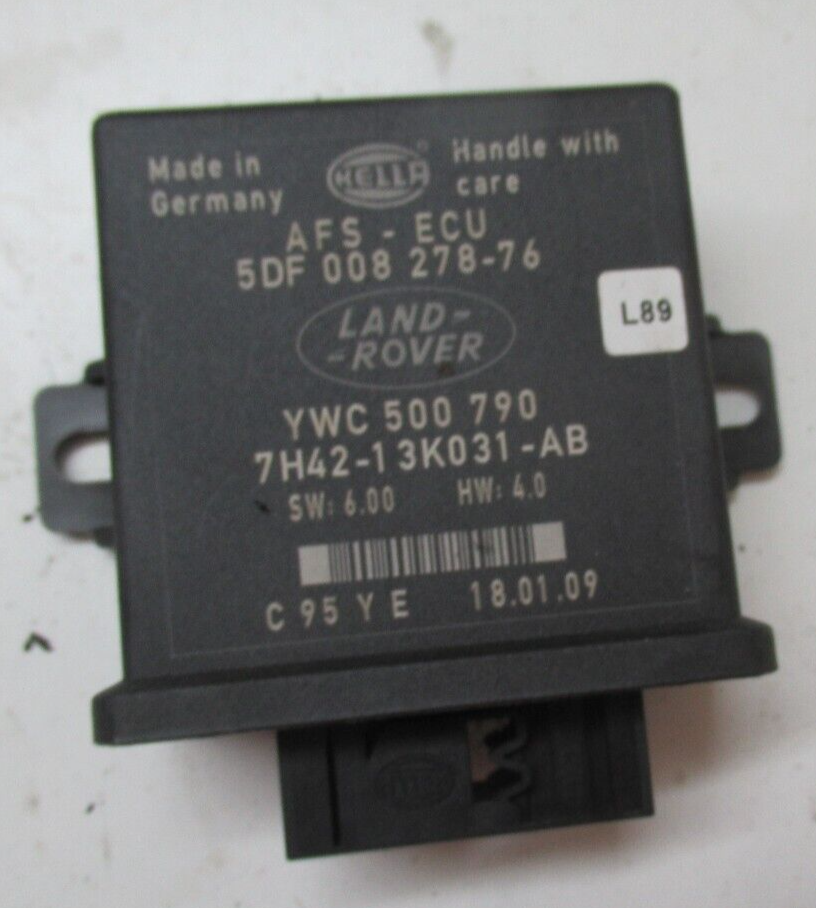 Made in
Germany
HELLA
Handle with
care
AFS - ECU
5DF 008 278-76
LAND-
-ROVER
L89
YWC 500 790
7H42-13K031-AB
SW: 6.00 HW: 4.0
C 95 Y E 18.01.09